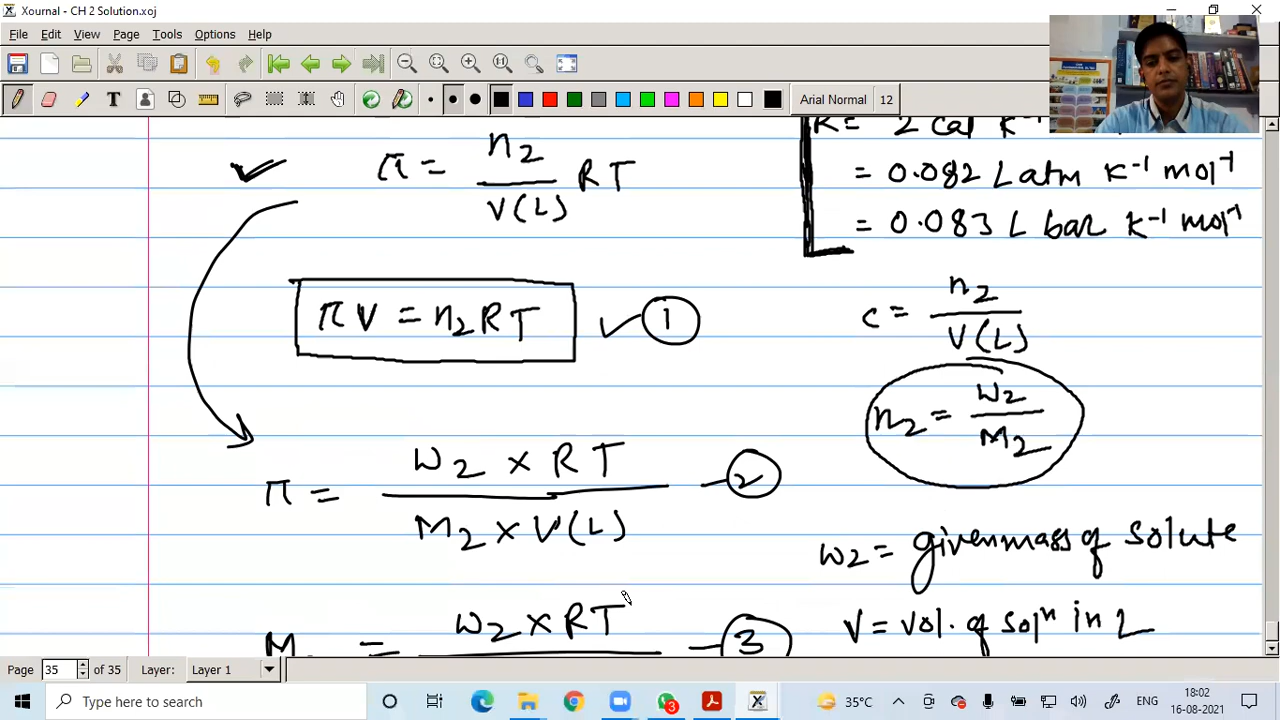 Xournal - CH 2 Solution.xoj
File Edit View Page Tools Options Help
Arial Normal 12
π = n₂ / V(L) RT
R = 2 Cal K⁻¹
= 0.082 L atm K⁻¹ mol⁻¹
= 0.083 L bar K⁻¹ mol⁻¹
πV = n₂RT ①
c = n₂ / V(L)
n₂ = W₂ / M₂
π = W₂ × RT / M₂ × V(L) — ②
W₂ = given mass of solute
V = vol. of solⁿ in L
M = W₂ × RT — ③
Page 35 of 35 Layer: Layer 1
Type here to search
3
35°C
ENG
18:02
16-08-2021